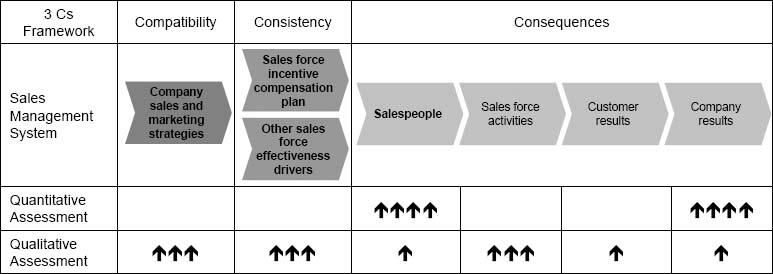 3 Cs
Framework
Compatibility
Consistency
Consequences
Sales
Management
System
Company
sales and
marketing
strategies
Sales force
incentive
compensation
plan
Other sales
force
effectiveness
drivers
Salespeople
Sales force
activities
Customer
results
Company
results
Quantitative
Assessment
Qualitative
Assessment